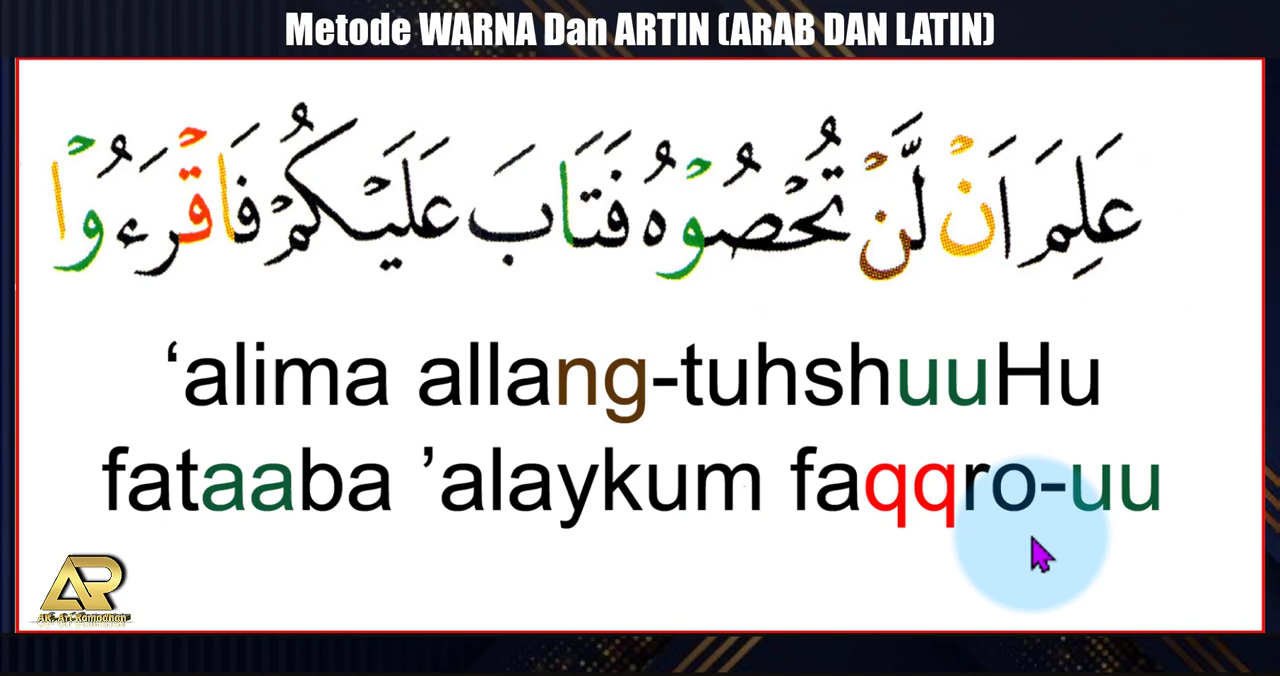 Metode WARNA Dan ARTIN (ARAB DAN LATIN)
عَلِمَ اَنْ لَّنْ تُحْصُوْهُ فَتَابَ عَلَيْكُمْ فَاقْرَءُوْا
‘alima allang-tuhshuuHu
fataaba ’alaykum faqqro-uu
AR